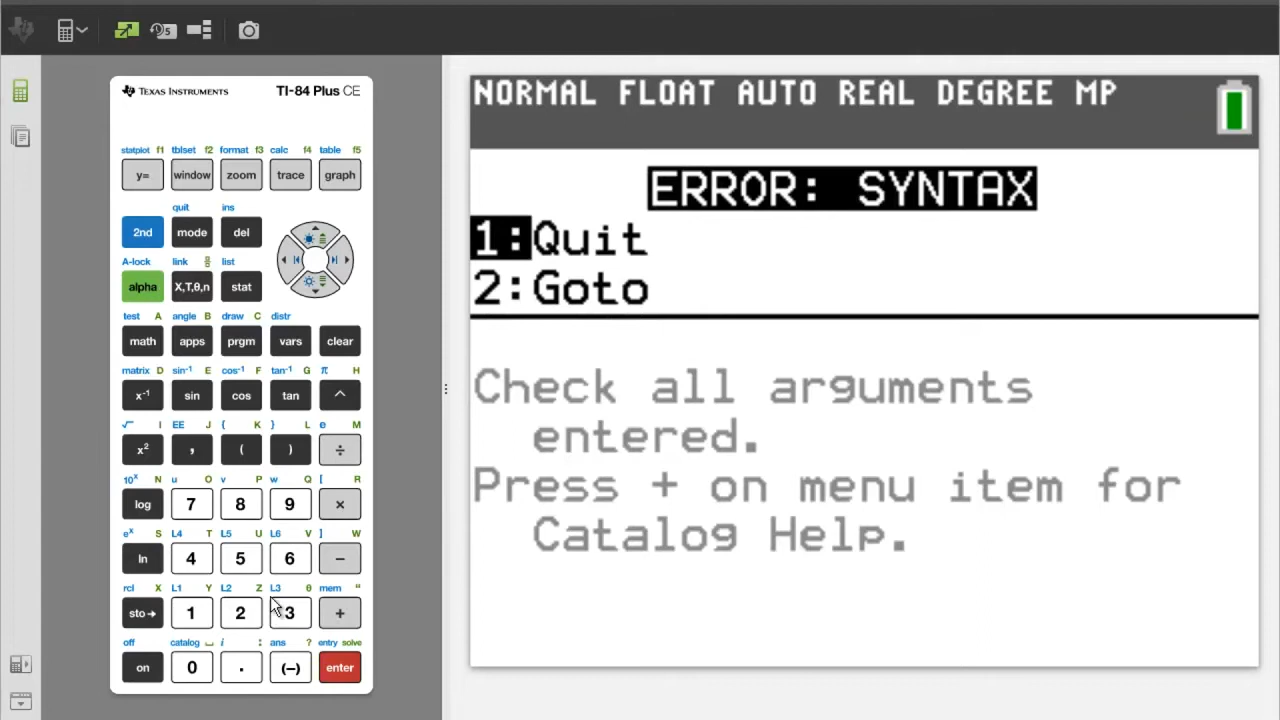 NORMAL FLOAT AUTO REAL DEGREE MP
ERROR: SYNTAX
1:Quit
2:Goto
Check all arguments
entered.
Press + on menu item for
Catalog Help.
TEXAS INSTRUMENTS TI-84 Plus CE
statplot f1 tblset f2 format f3 calc f4 table f5
y= window zoom trace graph
quit ins
2nd mode del
A-lock link list
alpha X,T,θ,n stat
test A angle B draw C distr
math apps prgm vars clear
matrix D sin-1 E cos-1 F tan-1 G π H
x-1 sin cos tan ^
√ I EE J { K } L e M
x2 , ( ) ÷
10x N u O v P w Q [ R
log 7 8 9 ×
ex S L4 T L5 U L6 V ] W
ln 4 5 6 −
rcl X L1 Y L2 Z L3 θ mem "
sto→ 1 2 3 +
off catalog ⎵ i : ans ? entry solve
on 0 . (−) enter